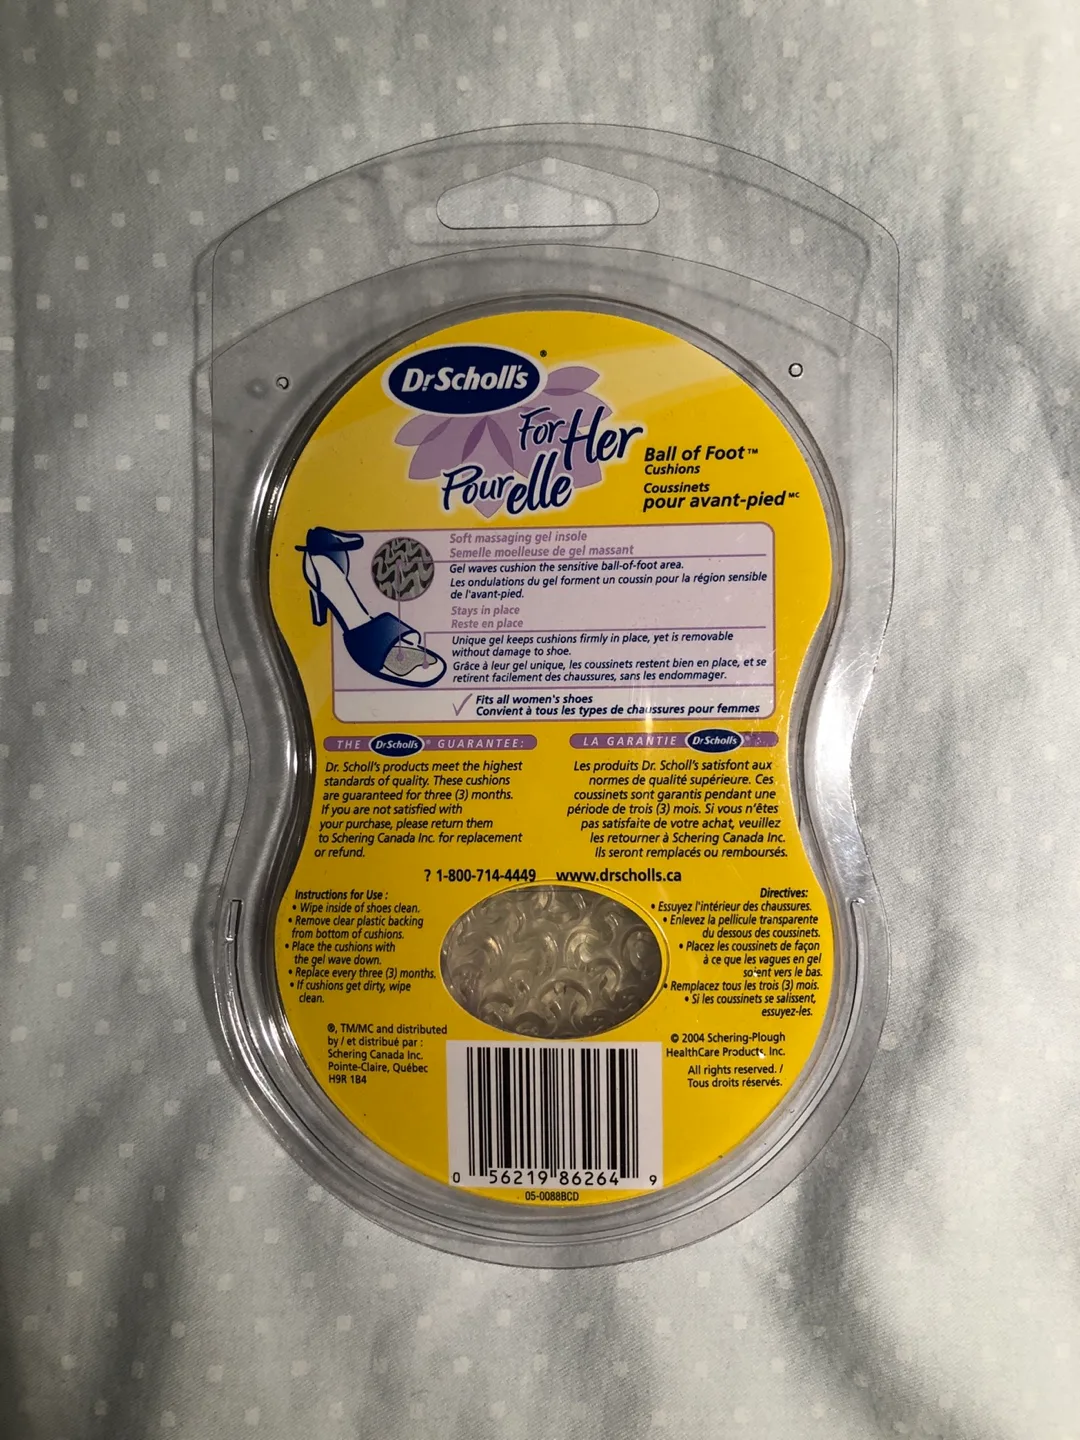 Dr Scholl's ®
For Her
Pour elle
Ball of Foot™
Cushions
Coussinets
pour avant-pied MC
Soft massaging gel insole
Semelle moelleuse de gel massant
Gel waves cushion the sensitive ball-of-foot area.
Les ondulations du gel forment un coussin pour la région sensible
de l'avant-pied.
Stays in place
Reste en place
Unique gel keeps cushions firmly in place, yet is removable
without damage to shoe.
Grâce à leur gel unique, les coussinets restent bien en place, et se
retirent facilement des chaussures, sans les endommager.
Fits all women's shoes
Convient à tous les types de chaussures pour femmes
THE Dr Scholl's® GUARANTEE:
Dr. Scholl's products meet the highest
standards of quality. These cushions
are guaranteed for three (3) months.
If you are not satisfied with
your purchase, please return them
to Schering Canada Inc. for replacement
or refund.
LA GARANTIE Dr Scholl's® :
Les produits Dr. Scholl's satisfont aux
normes de qualité supérieure. Ces
coussinets sont garantis pendant une
période de trois (3) mois. Si vous n'êtes
pas satisfaite de votre achat, veuillez
les retourner à Schering Canada Inc.
Ils seront remplacés ou remboursés.
? 1-800-714-4449 www.drscholls.ca
Instructions for Use :
• Wipe inside of shoes clean.
• Remove clear plastic backing
from bottom of cushions.
• Place the cushions with
the gel wave down.
• Replace every three (3) months.
• If cushions get dirty, wipe
clean.
Directives:
• Essuyez l'intérieur des chaussures.
• Enlevez la pellicule transparente
du dessous des coussinets.
• Placez les coussinets de façon
à ce que les vagues en gel
soient vers le bas.
• Remplacez tous les trois (3) mois.
• Si les coussinets se salissent,
essuyez-les.
®, TM/MC and distributed
by / et distribué par :
Schering Canada Inc.
Pointe-Claire, Québec
H9R 1B4
© 2004 Schering-Plough
HealthCare Products, Inc.
All rights reserved. /
Tous droits réservés.
0 56219 86264 9
05-0088BCD